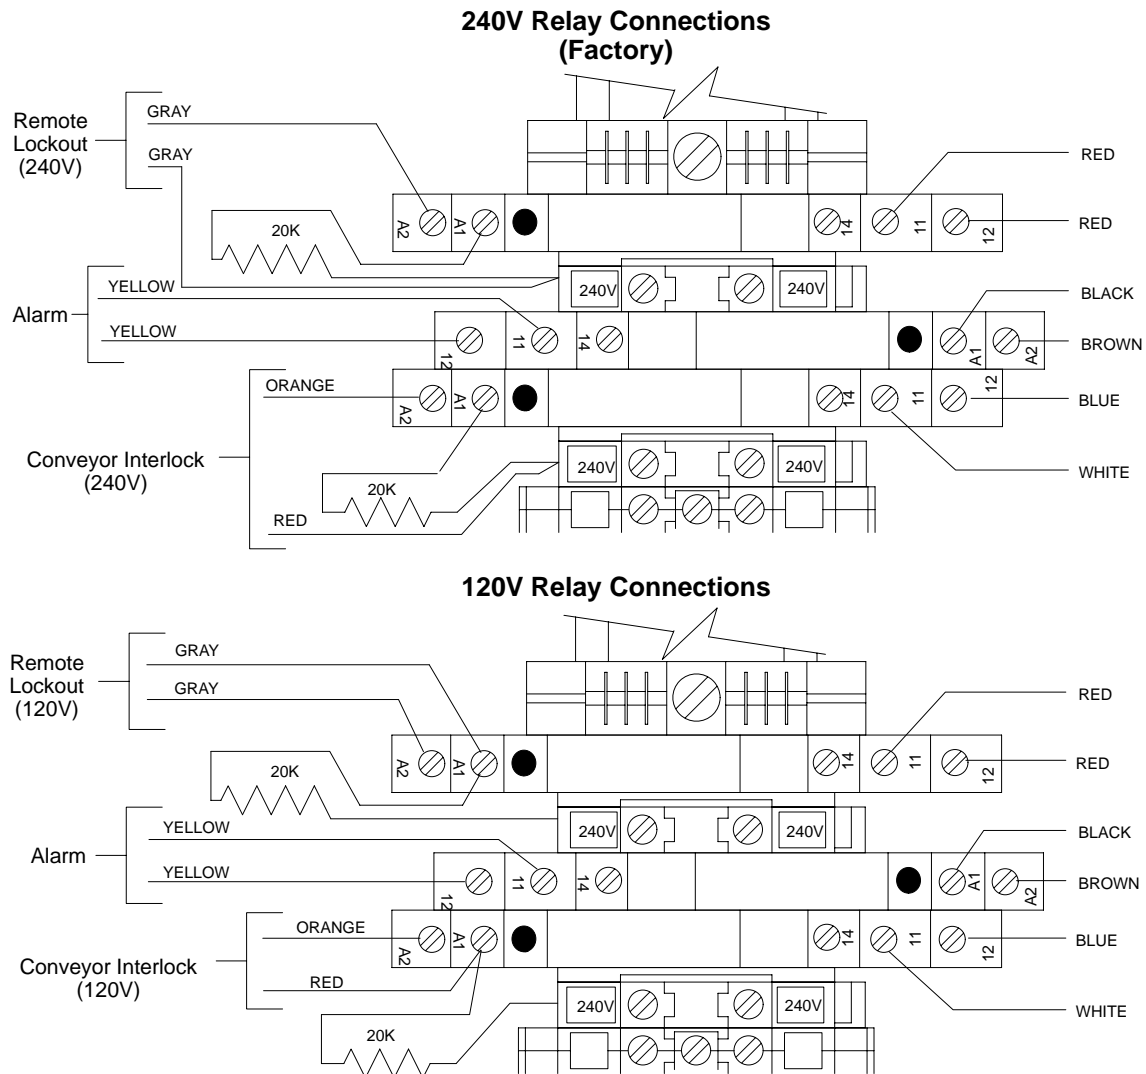 240V Relay Connections
(Factory)
Remote
Lockout
(240V)
GRAY
GRAY
20K
A2
A1
14
11
12
RED
RED
Alarm
YELLOW
YELLOW
240V
240V
BLACK
BROWN
12
11
14
A1
A2
Conveyor Interlock
(240V)
ORANGE
A2
A1
14
11
12
BLUE
WHITE
20K
RED
240V
240V
120V Relay Connections
Remote
Lockout
(120V)
GRAY
GRAY
20K
A2
A1
14
11
12
RED
RED
Alarm
YELLOW
YELLOW
240V
240V
BLACK
BROWN
12
11
14
A1
A2
Conveyor Interlock
(120V)
ORANGE
RED
A2
A1
14
11
12
BLUE
WHITE
20K
240V
240V